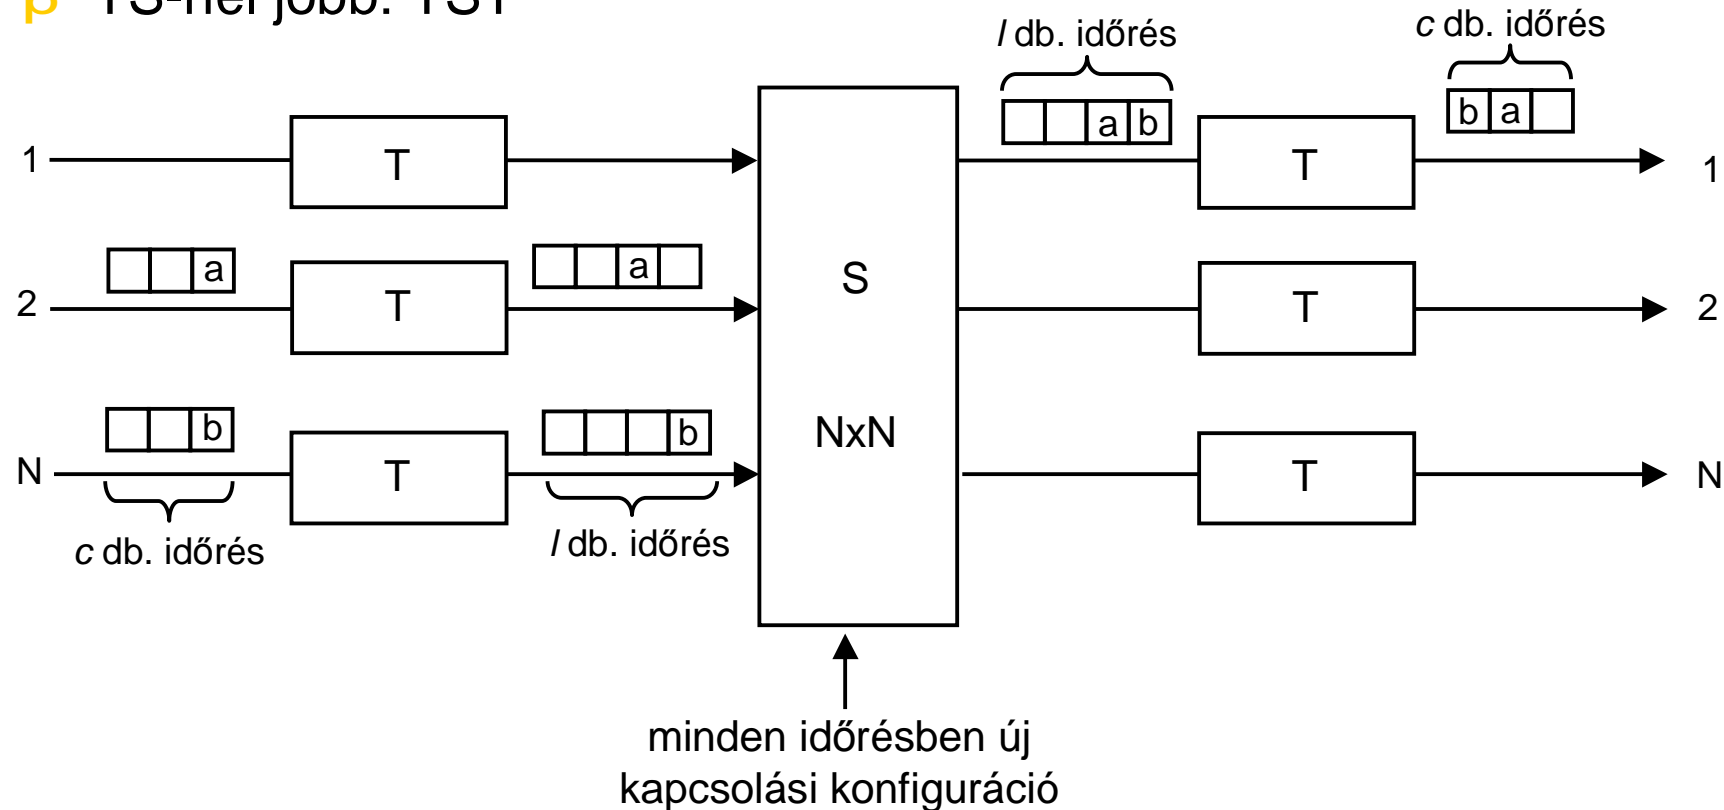 TS-nél jobb: TST
l db. időrés
c db. időrés
a b
b a
1 T T 1
a
a
2 T S T 2
b
b
NxN
N T T N
c db. időrés
l db. időrés
minden időrésben új
kapcsolási konfiguráció